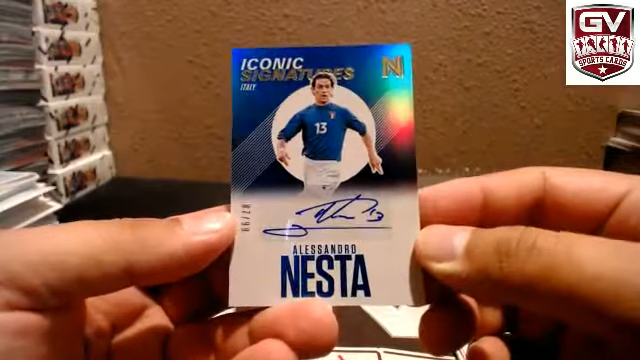 GV
SPORTS CARDS
ICONIC
SIGNATURES
ITALY
N
13
ALESSANDRO
NESTA